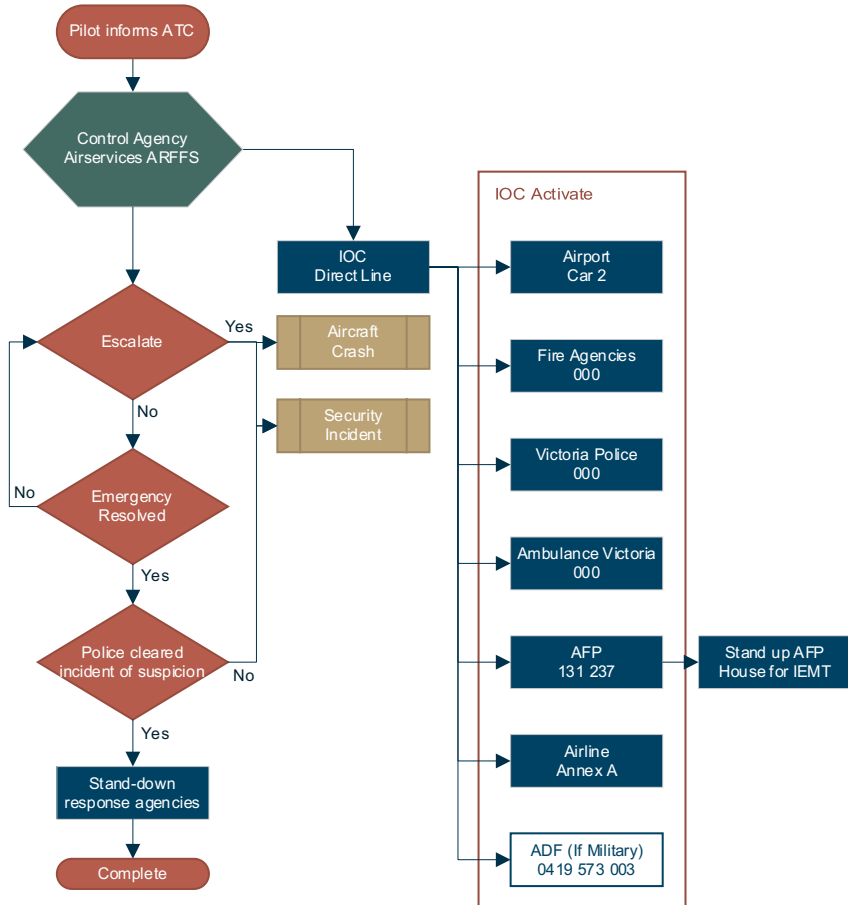 Pilot informs ATC
Control Agency
Airservices ARFFS
IOC Activate
IOC
Direct Line
Airport
Car 2
Escalate
Yes
Aircraft
Crash
Fire Agencies
000
No
Security
Incident
Victoria Police
000
No
Emergency
Resolved
Ambulance Victoria
000
Yes
Police cleared
incident of suspicion
No
AFP
131 237
Stand up AFP
House for IEMT
Yes
Stand-down
response agencies
Airline
Annex A
Complete
ADF (If Military)
0419 573 003